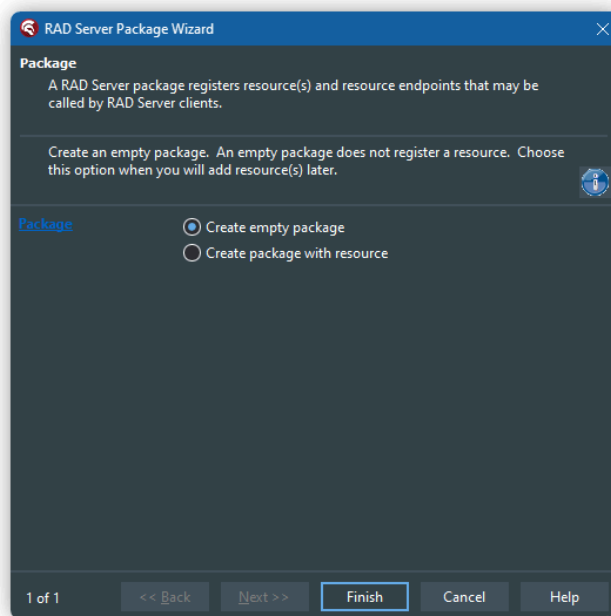 RAD Server Package Wizard
Package
A RAD Server package registers resource(s) and resource endpoints that may be
called by RAD Server clients.
Create an empty package.  An empty package does not register a resource.  Choose
this option when you will add resource(s) later.
Package
Create empty package
Create package with resource
1 of 1
<< Back
Next >>
Finish
Cancel
Help